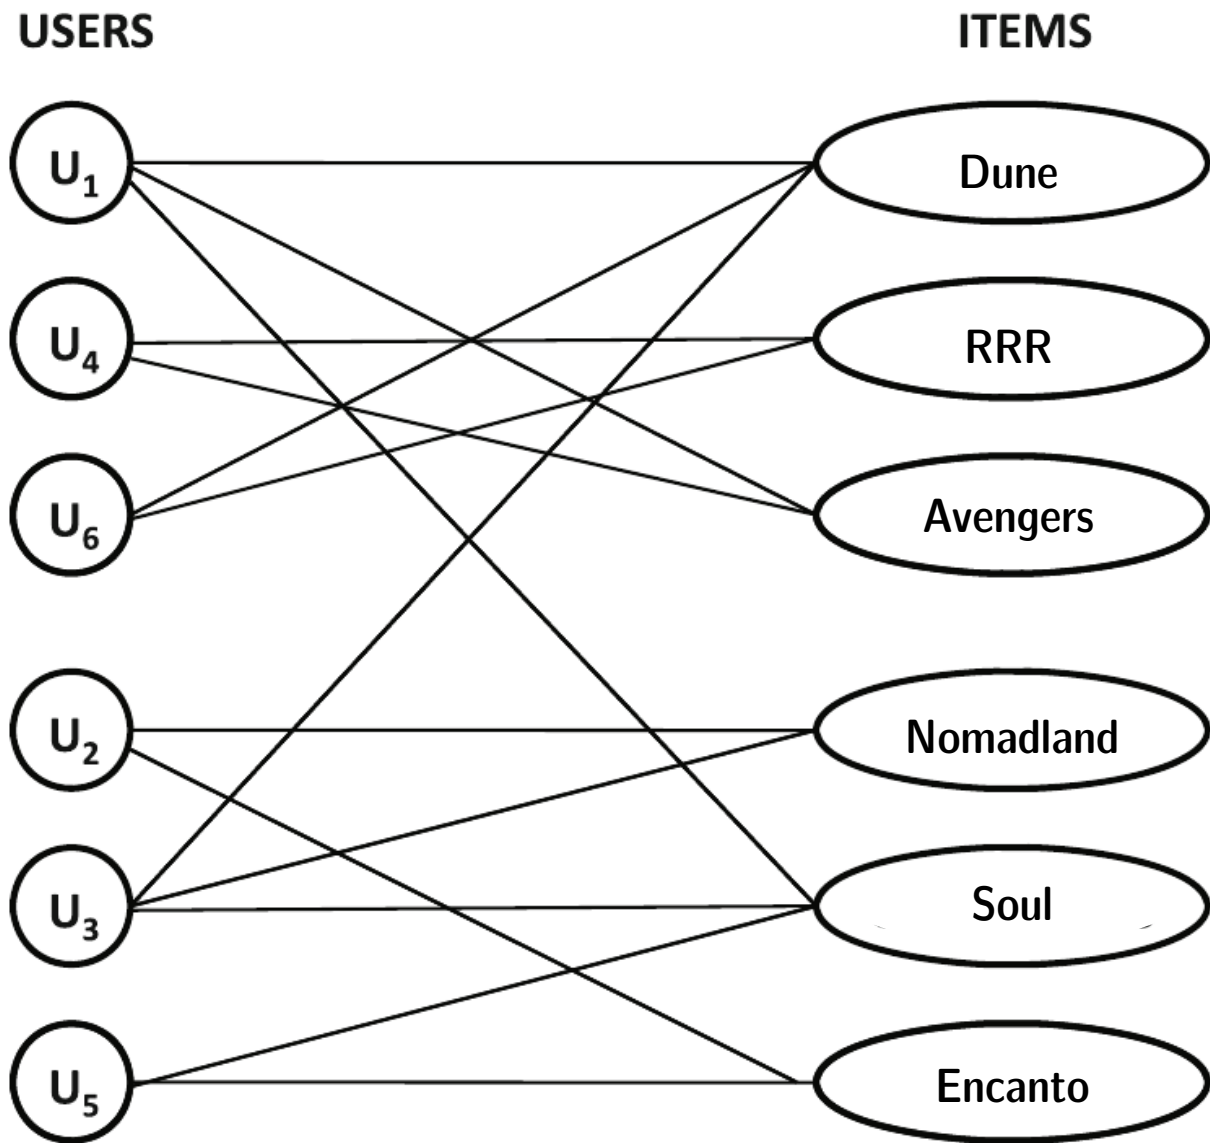 USERS ITEMS
U1 Dune
U4 RRR
U6 Avengers
U2 Nomadland
U3 Soul
U5 Encanto